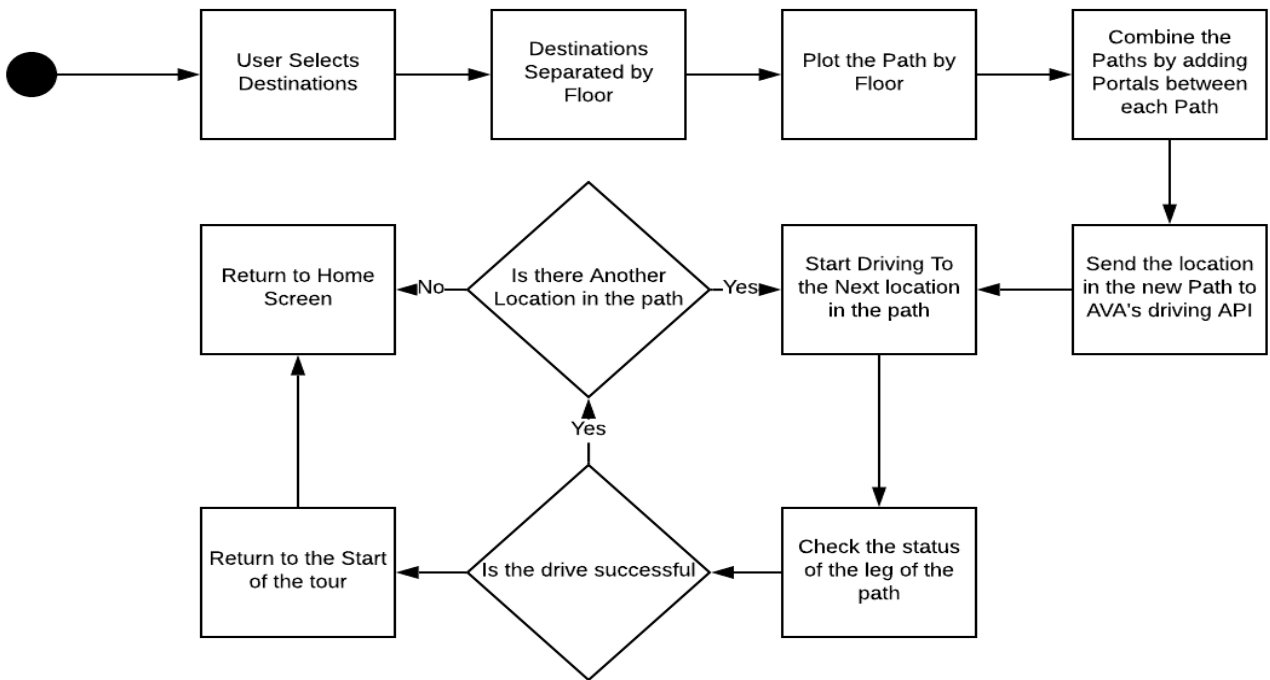 User Selects
Destinations
Destinations
Separated by
Floor
Plot the Path by
Floor
Combine the
Paths by adding
Portals between
each Path
Return to Home
Screen
No
Is there Another
Location in the path
Yes
Start Driving To
the Next location
in the path
Send the location
in the new Path to
AVA's driving API
Yes
Return to the Start
of the tour
Is the drive successful
Check the status
of the leg of the
path